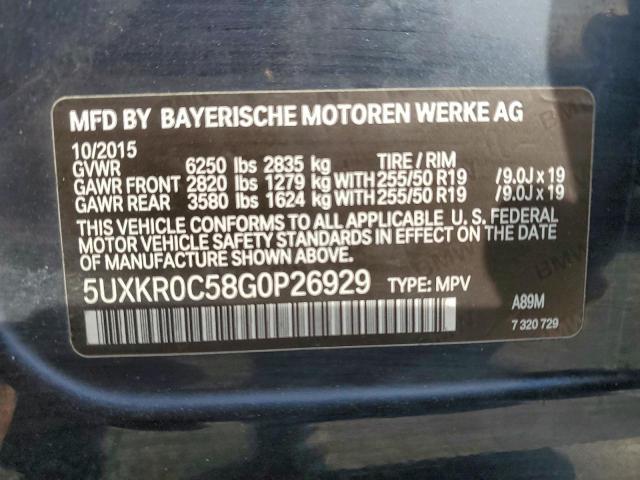 MFD BY BAYERISCHE MOTOREN WERKE AG
10/2015
GVWR 6250 lbs 2835 kg TIRE / RIM
GAWR FRONT 2820 lbs 1279 kg WITH 255/50 R19 /9.0J x 19
GAWR REAR 3580 lbs 1624 kg WITH 255/50 R19 /9.0J x 19
THIS VEHICLE CONFORMS TO ALL APPLICABLE U. S. FEDERAL
MOTOR VEHICLE SAFETY STANDARDS IN EFFECT ON THE
DATE OF MANUFACTURE SHOWN ABOVE.
5UXKR0C58G0P26929 TYPE: MPV
A89M
7 320 729